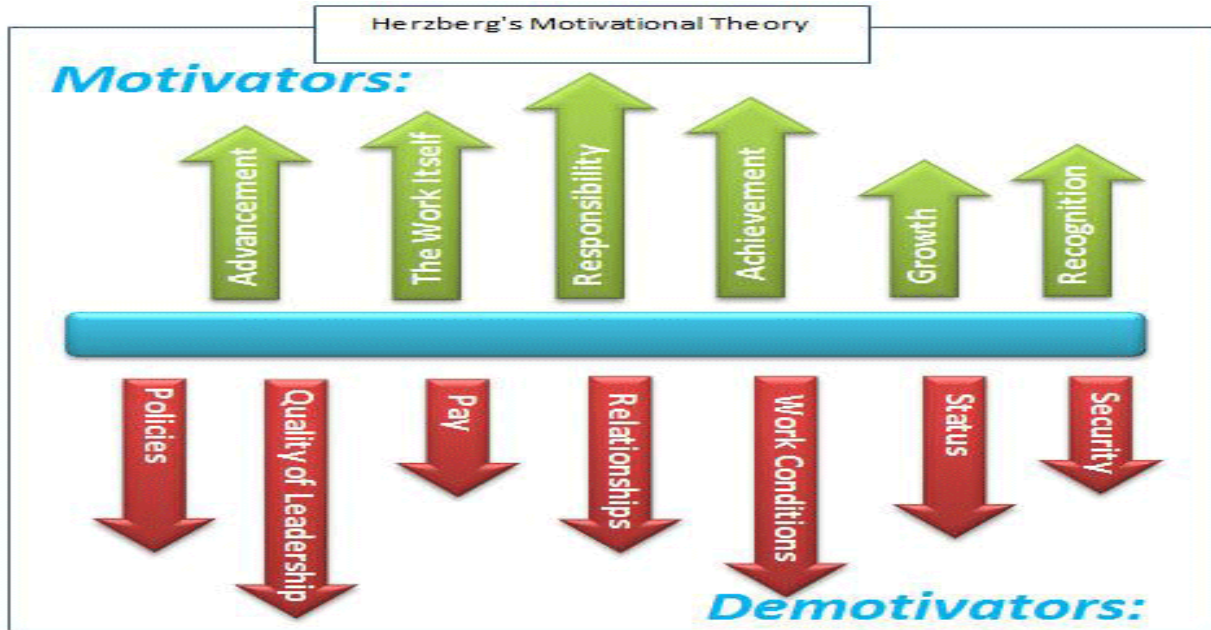 Herzberg's Motivational Theory
Motivators:
Advancement
The Work Itself
Responsibility
Achievement
Growth
Recognition
Policies
Quality of Leadership
Pay
Relationships
Work Conditions
Status
Security
Demotivators: